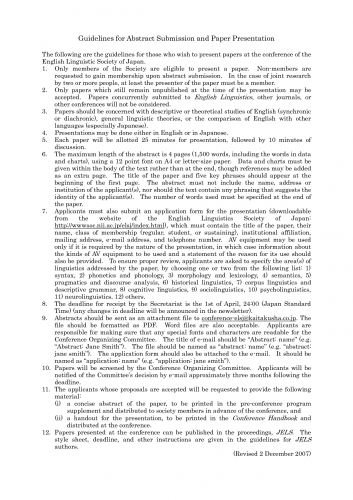 Guidelines for Abstract Submission and Paper Presentation
The following are the guidelines for those who wish to present papers at the conference of the
English Linguistic Society of Japan.
1. Only members of the Society are eligible to present a paper. Non-members are
requested to gain membership upon abstract submission. In the case of joint research
by two or more people, at least the presenter of the paper must be a member.
2. Only papers which will remain unpublished at the time of the presentation may be
accepted. Papers concurrently submitted to English Linguistics, other journals, or
other conferences will not be considered.
3. Papers should be concerned with descriptive or theoretical studies of English (synchronic
or diachronic), general linguistic theories, or the comparison of English with other
languages (especially Japanese).
4. Presentations may be done either in English or in Japanese.
5. Each paper will be allotted 25 minutes for presentation, followed by 10 minutes of
discussion.
6. The maximum length of the abstract is 4 pages (1,500 words, including the words in data
and charts), using a 12 point font on A4 or letter-size paper. Data and charts must be
given within the body of the text rather than at the end, though references may be added
as an extra page. The title of the paper and five key phrases should appear at the
beginning of the first page. The abstract must not include the name, address or
institution of the applicant(s), nor should the text contain any phrasing that suggests the
identity of the applicant(s). The number of words used must be specified at the end of
the paper.
7. Applicants must also submit an application form for the presentation (downloadable
from the website of the English Linguistics Society of Japan:
http://wwwsoc.nii.ac.jp/elsj/index.html), which must contain the title of the paper, their
name, class of membership (regular, student, or sustaining), institutional affiliation,
mailing address, e-mail address, and telephone number. AV equipment may be used
only if it is required by the nature of the presentation, in which case information about
the kinds of AV equipment to be used and a statement of the reason for its use should
also be provided. To ensure proper review, applicants are asked to specify the area(s) of
linguistics addressed by the paper, by choosing one or two from the following list: 1)
syntax, 2) phonetics and phonology, 3) morphology and lexicology, 4) semantics, 5)
pragmatics and discourse analysis, 6) historical linguistics, 7) corpus linguistics and
descriptive grammar, 8) cognitive linguistics, 9) sociolinguistics, 10) psycholinguistics,
11) neurolinguistics, 12) others.
8. The deadline for receipt by the Secretariat is the 1st of April, 24:00 (Japan Standard
Time) (any changes in deadline will be announced in the newsletter).
9. Abstracts should be sent as an attachment file to conference-elsj@kaitakusha.co.jp. The
file should be formatted as PDF. Word files are also acceptable. Applicants are
responsible for making sure that any special fonts and characters are readable for the
Conference Organizing Committee. The title of e-mail should be "Abstract: name" (e.g.
"Abstract: Jane Smith"). The file should be named as "abstract: name" (e.g. "abstract:
jane smith"). The application form should also be attached to the e-mail. It should be
named as "application: name" (e.g. "application: jane smith").
10. Papers will be screened by the Conference Organizing Committee. Applicants will be
notified of the Committee's decision by e-mail approximately three months following the
deadline.
11. The applicants whose proposals are accepted will be requested to provide the following
material:
(i) a concise abstract of the paper, to be printed in the pre-conference program
supplement and distributed to society members in advance of the conference, and
(ii) a handout for the presentation, to be printed in the Conference Handbook and
distributed at the conference.
12. Papers presented at the conference can be published in the proceedings, JELS. The
style sheet, deadline, and other instructions are given in the guidelines for JELS
authors.
(Revised 2 December 2007)